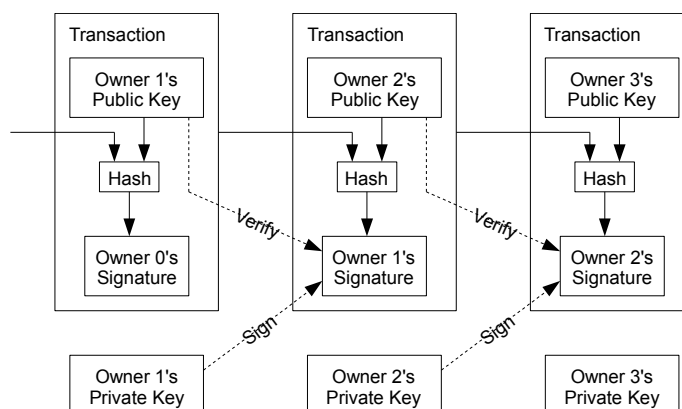 Transaction
Owner 1's
Public Key
Hash
Owner 0's
Signature
Transaction
Owner 2's
Public Key
Hash
Verify
Owner 1's
Signature
Transaction
Owner 3's
Public Key
Hash
Verify
Owner 2's
Signature
Owner 1's
Private Key
Sign
Owner 2's
Private Key
Sign
Owner 3's
Private Key